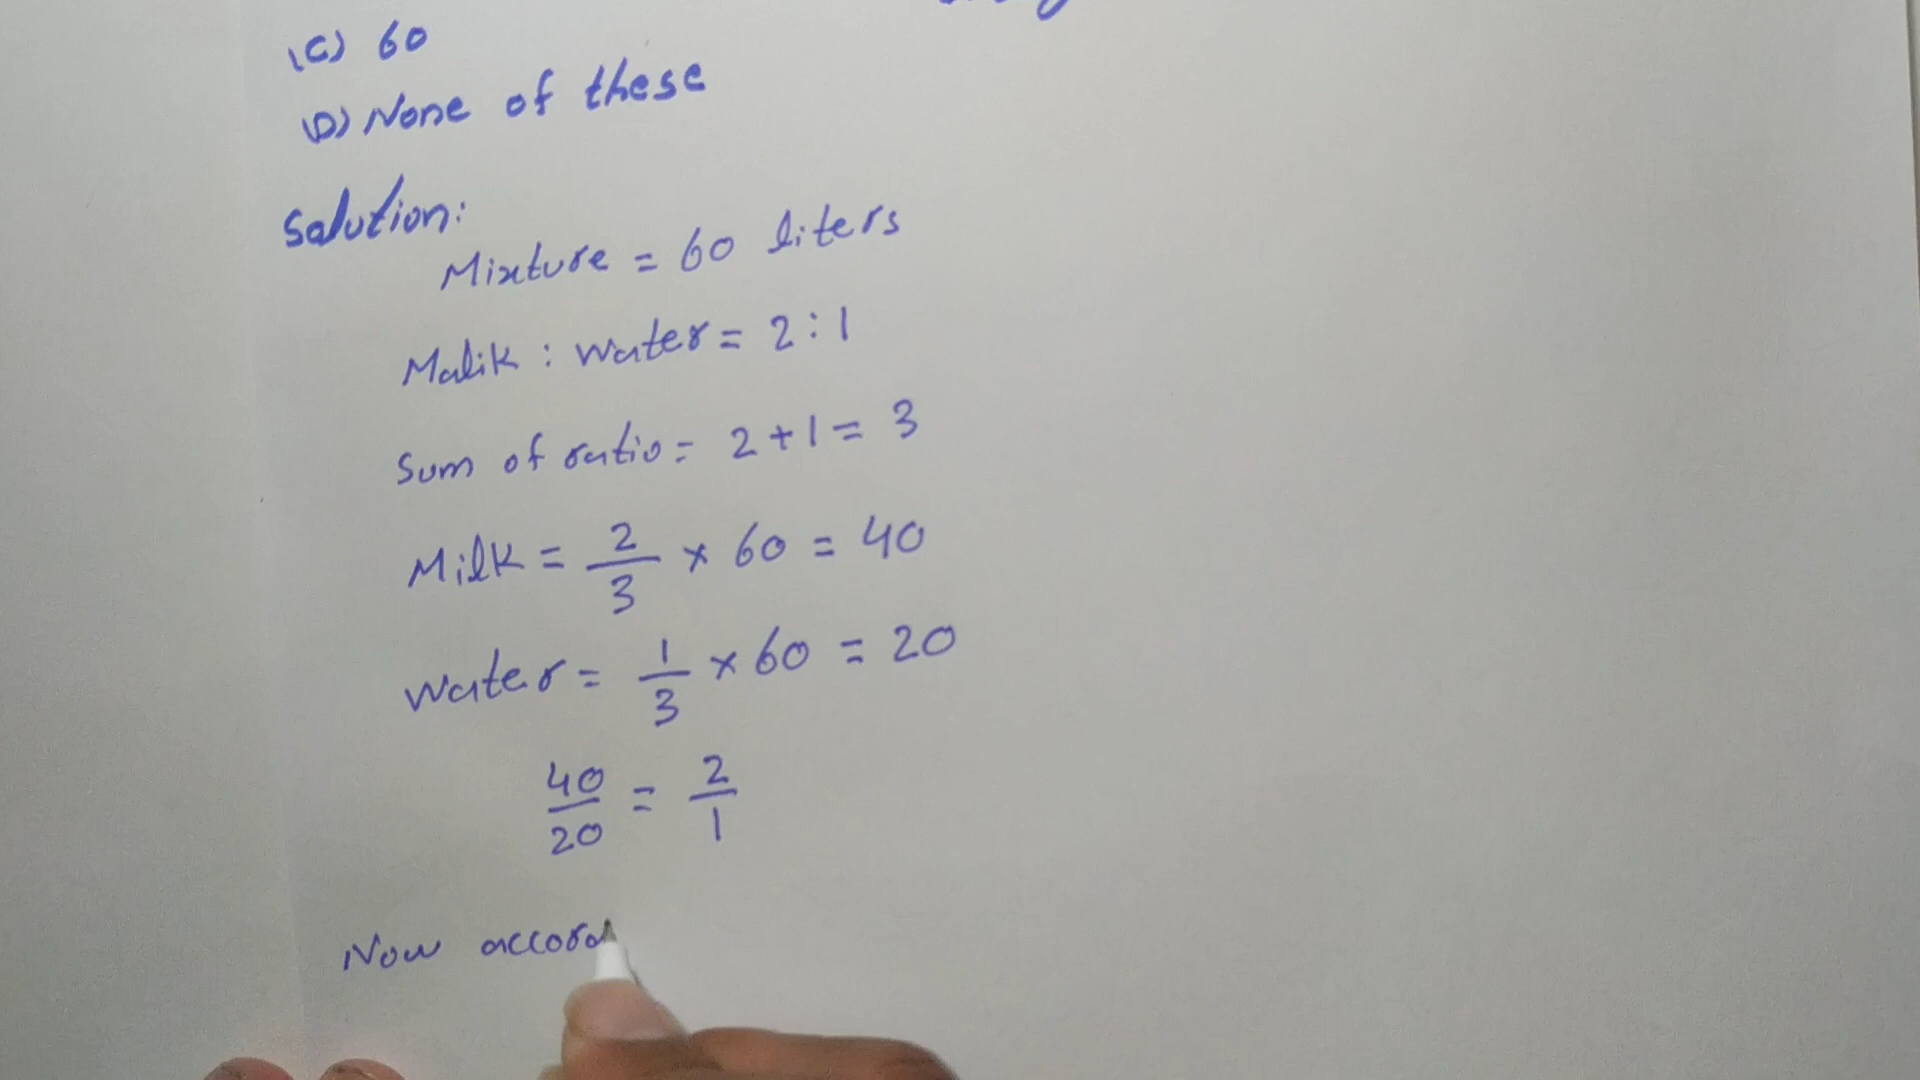 (C) 60
(D) None of these
Solution:
Mixture = 60 liters
Malik : water = 2 : 1
Sum of ratio = 2 + 1 = 3
Milk = 2/3 × 60 = 40
water = 1/3 × 60 = 20
40/20 = 2/1
Now accord